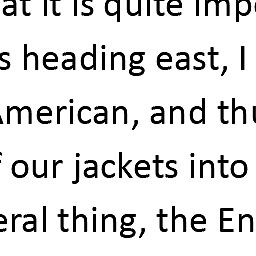 at it is quite impo
s heading east, I
American, and thu
f our jackets into
eral thing, the En